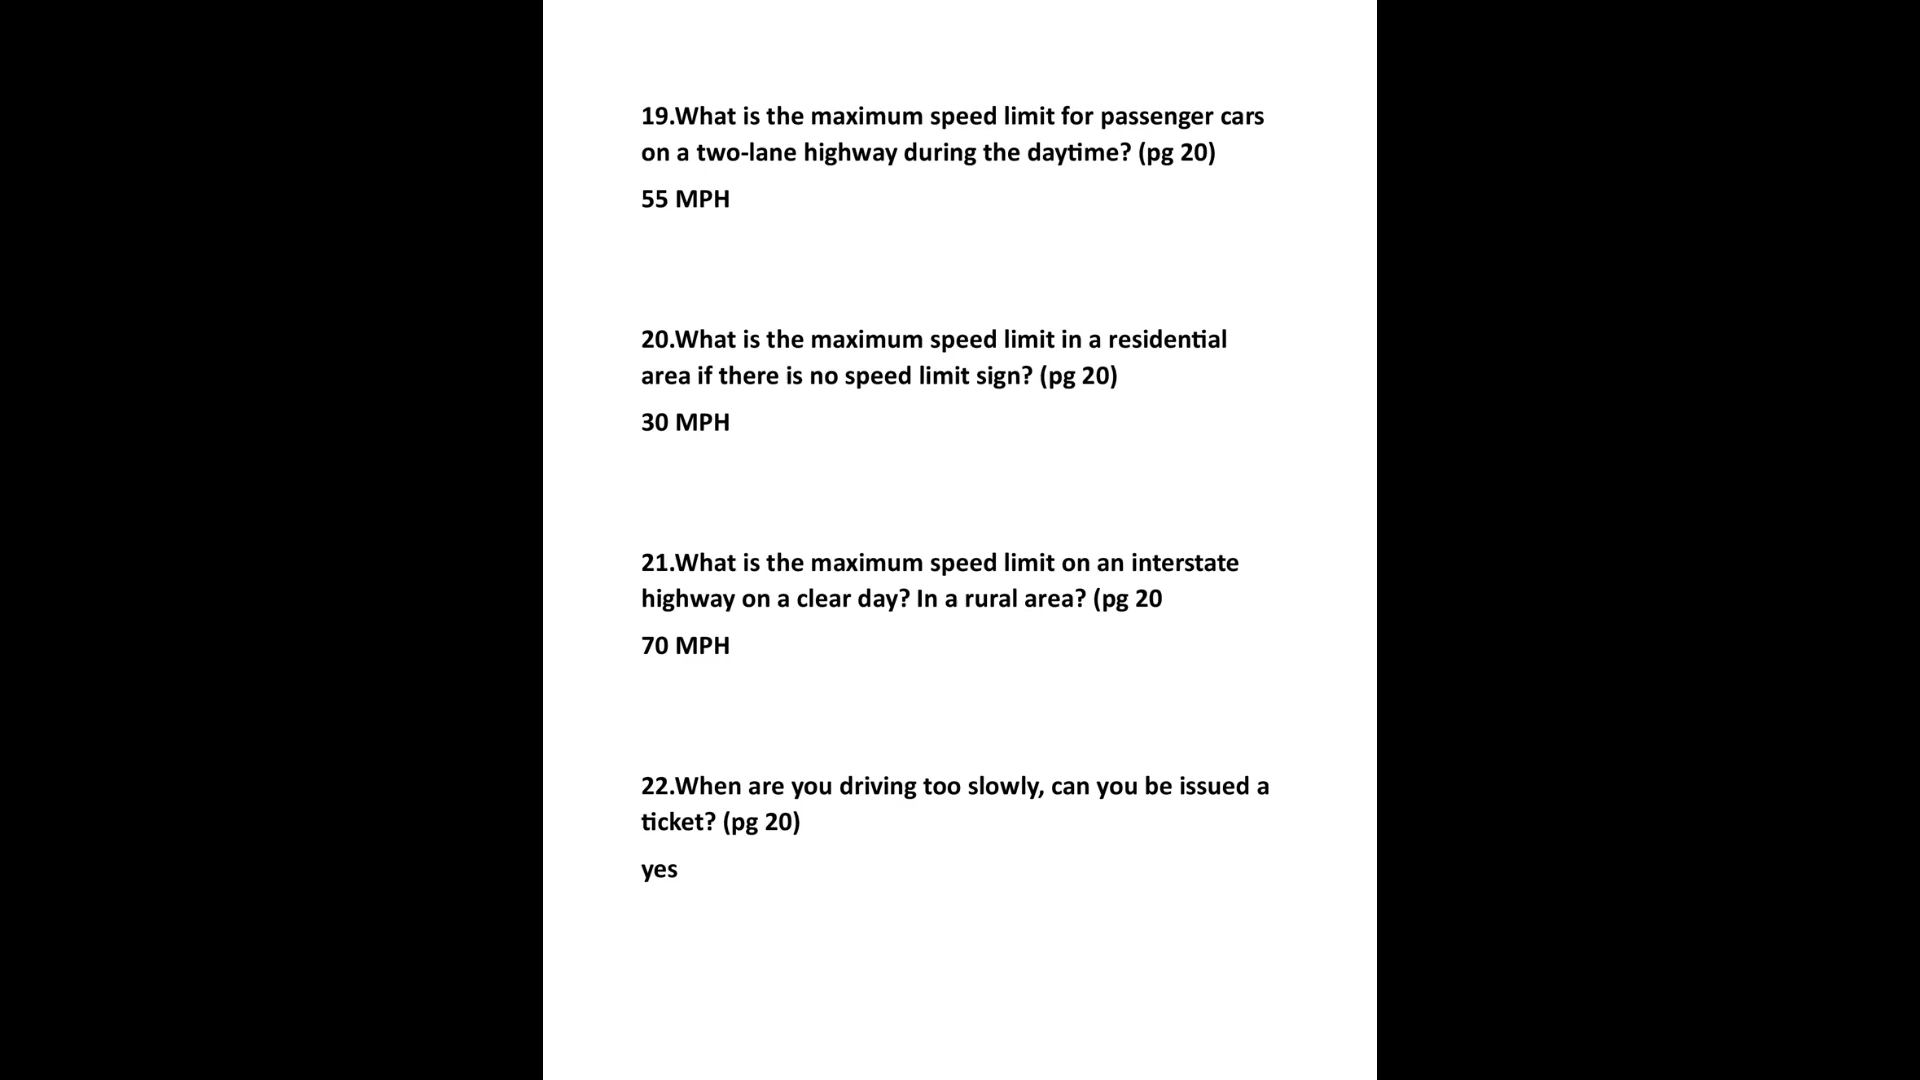 19.What is the maximum speed limit for passenger cars
on a two-lane highway during the daytime? (pg 20)
55 MPH
20.What is the maximum speed limit in a residential
area if there is no speed limit sign? (pg 20)
30 MPH
21.What is the maximum speed limit on an interstate
highway on a clear day? In a rural area? (pg 20
70 MPH
22.When are you driving too slowly, can you be issued a
ticket? (pg 20)
yes